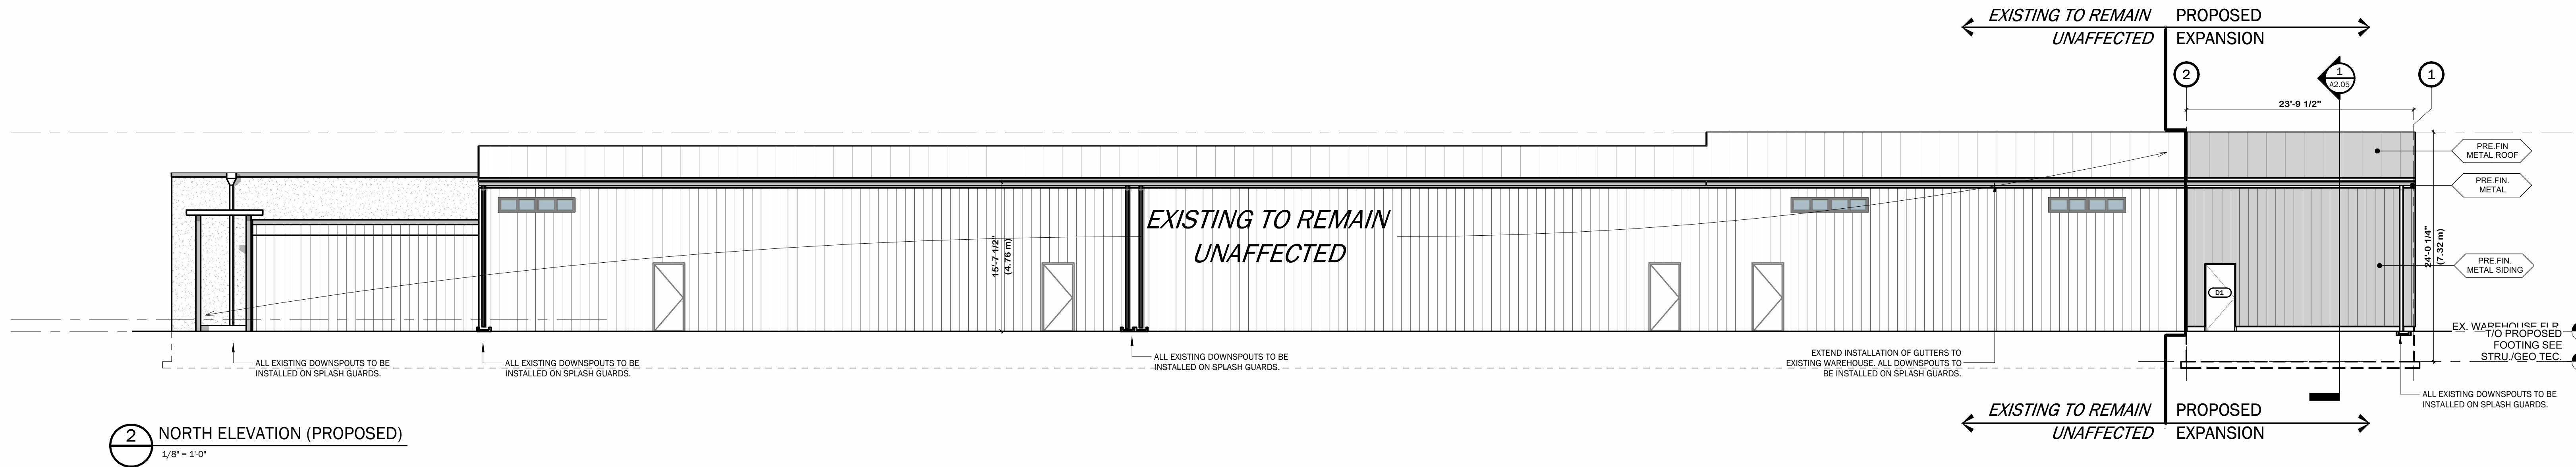 EXISTING TO REMAIN
UNAFFECTED
PROPOSED
EXPANSION
2
1
A2.05
1
23'-9 1/2"
PRE.FIN
METAL ROOF
PRE.FIN.
METAL
PRE.FIN.
METAL SIDING
EXISTING TO REMAIN
UNAFFECTED
15'-7 1/2"
(4.76 m)
24'-0 1/4"
(7.32 m)
D1
EX. WAREHOUSE FLR.
T/O PROPOSED
FOOTING SEE
STRU./GEO TEC.
ALL EXISTING DOWNSPOUTS TO BE
INSTALLED ON SPLASH GUARDS.
ALL EXISTING DOWNSPOUTS TO BE
INSTALLED ON SPLASH GUARDS.
ALL EXISTING DOWNSPOUTS TO BE
INSTALLED ON SPLASH GUARDS.
EXTEND INSTALLATION OF GUTTERS TO
EXISTING WAREHOUSE. ALL DOWNSPOUTS TO
BE INSTALLED ON SPLASH GUARDS.
ALL EXISTING DOWNSPOUTS TO BE
INSTALLED ON SPLASH GUARDS.
EXISTING TO REMAIN
UNAFFECTED
PROPOSED
EXPANSION
2
NORTH ELEVATION (PROPOSED)
1/8" = 1'-0"